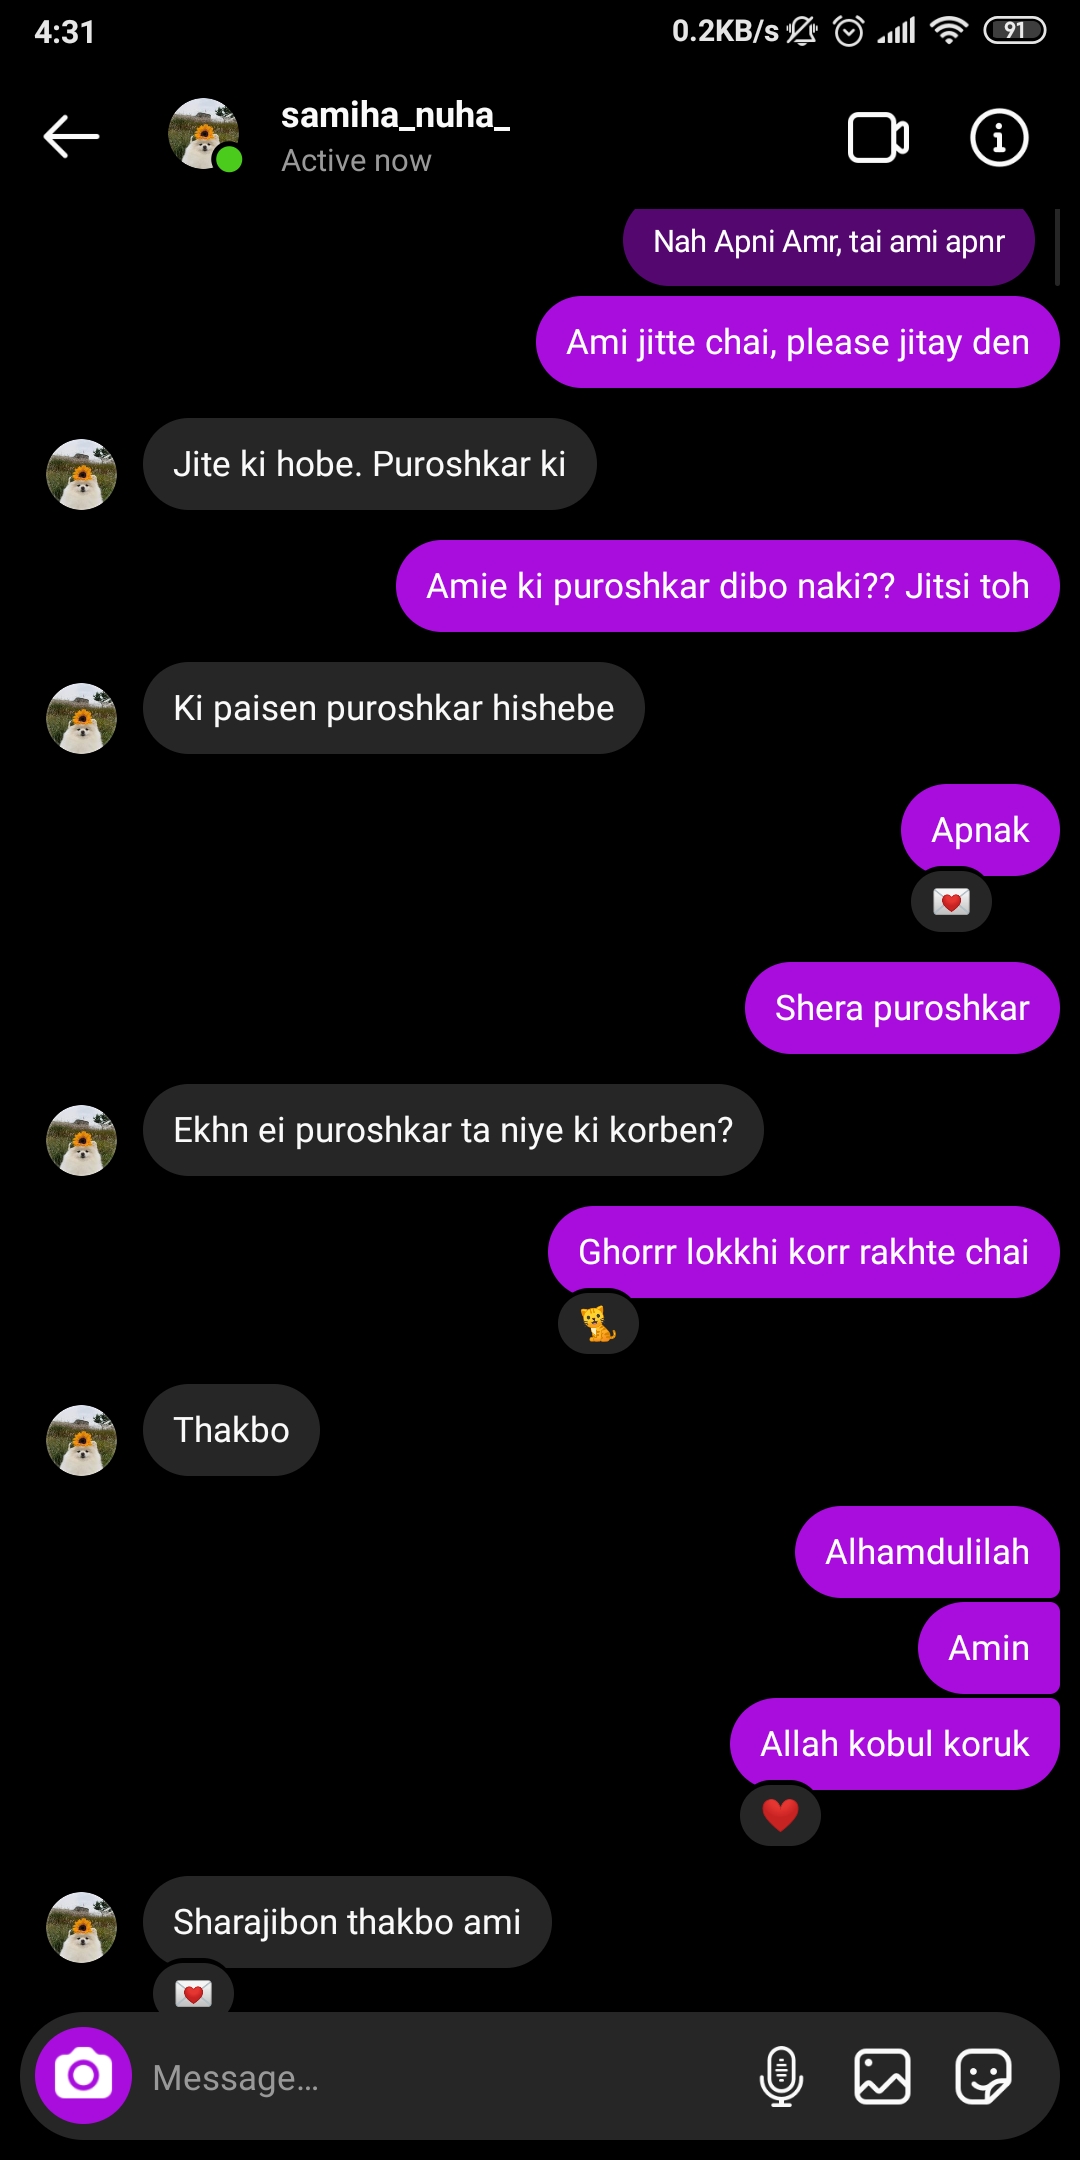 4:31
0.2KB/s
91
samiha_nuha_
Active now
Nah Apni Amr, tai ami apnr
Ami jitte chai, please jitay den
Jite ki hobe. Puroshkar ki
Amie ki puroshkar dibo naki?? Jitsi toh
Ki paisen puroshkar hishebe
Apnak
Shera puroshkar
Ekhn ei puroshkar ta niye ki korben?
Ghorrr lokkhi korr rakhte chai
Thakbo
Alhamdulilah
Amin
Allah kobul koruk
Sharajibon thakbo ami
Message...